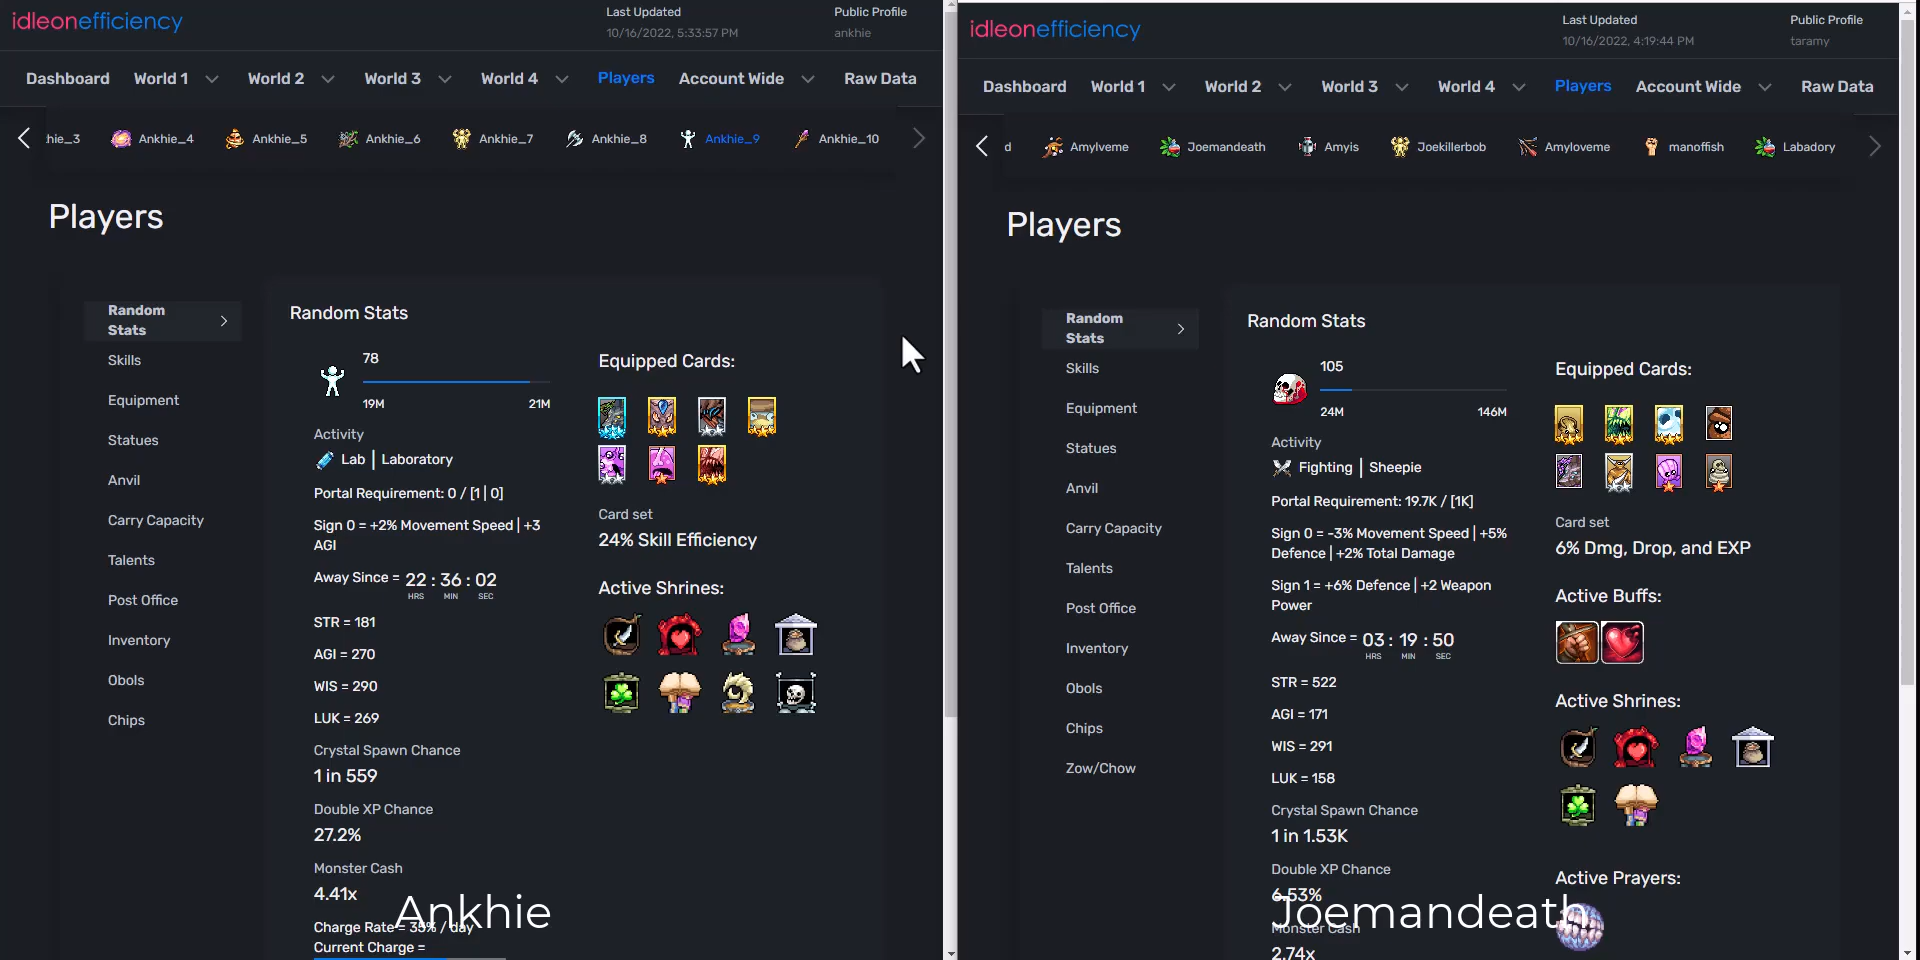 idleonefficiency
Last Updated
10/16/2022, 5:33:57 PM
Public Profile
ankhie
Dashboard World 1 World 2 World 3 World 4 Players Account Wide Raw Data
hie_3 Ankhie_4 Ankhie_5 Ankhie_6 Ankhie_7 Ankhie_8 Ankhie_9 Ankhie_10
Players
Random
Stats
Skills
Equipment
Statues
Anvil
Carry Capacity
Talents
Post Office
Inventory
Obols
Chips
Random Stats
78
19M 21M
Activity
Lab | Laboratory
Portal Requirement: 0 / [1 | 0]
Sign 0 = +2% Movement Speed | +3
AGI
Away Since = 22 : 36 : 02
HRS MIN SEC
STR = 181
AGI = 270
WIS = 290
LUK = 269
Crystal Spawn Chance
1 in 559
Double XP Chance
27.2%
Monster Cash
4.41x
Charge Rate = 35% / day
Current Charge =
Equipped Cards:
Card set
24% Skill Efficiency
Active Shrines:
Ankhie
idleonefficiency
Last Updated
10/16/2022, 4:19:44 PM
Public Profile
taramy
Dashboard World 1 World 2 World 3 World 4 Players Account Wide Raw Data
d Amylveme Joemandeath Amyis Joekillerbob Amyloveme manoffish Labadory
Players
Random
Stats
Skills
Equipment
Statues
Anvil
Carry Capacity
Talents
Post Office
Inventory
Obols
Chips
Zow/Chow
Random Stats
105
24M 146M
Activity
Fighting | Sheepie
Portal Requirement: 19.7K / [1K]
Sign 0 = -3% Movement Speed | +5%
Defence | +2% Total Damage
Sign 1 = +6% Defence | +2 Weapon
Power
Away Since = 03 : 19 : 50
HRS MIN SEC
STR = 522
AGI = 171
WIS = 291
LUK = 158
Crystal Spawn Chance
1 in 1.53K
Double XP Chance
6.53%
Monster Cash
2.74x
Equipped Cards:
Card set
6% Dmg, Drop, and EXP
Active Buffs:
Active Shrines:
Active Prayers:
Joemandeath